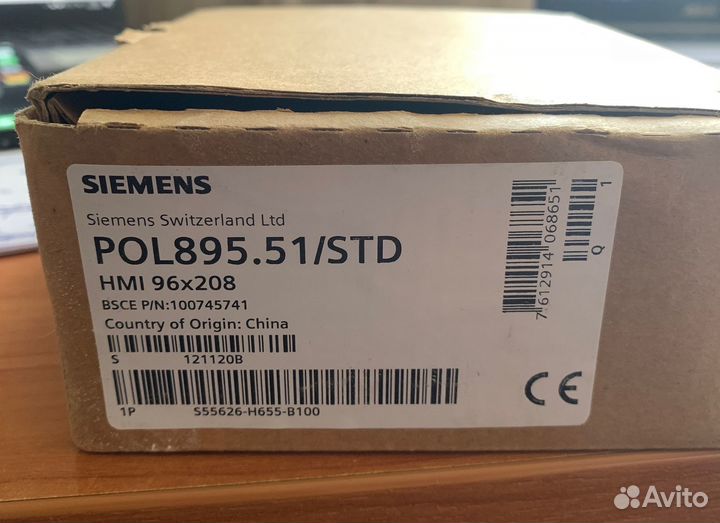 SIEMENS
Siemens Switzerland Ltd
POL895.51/STD
HMI 96x208
BSCE P/N:100745741
Country of Origin: China
S 121120B
1P S55626-H655-B100
7 612914 068651
Q 1
CE
Avito